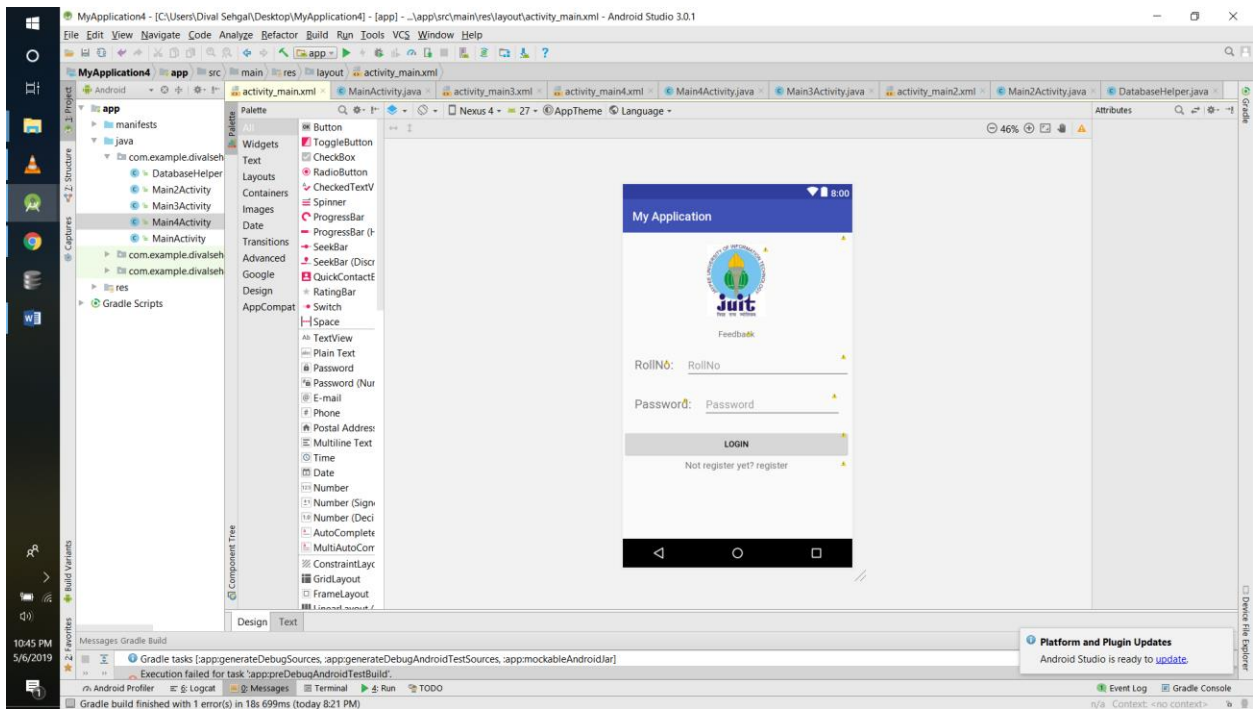 MyApplication4 - [C:\Users\Dival Sehgal\Desktop\MyApplication4] - [app] - ...\app\src\main\res\layout\activity_main.xml - Android Studio 3.0.1
File Edit View Navigate Code Analyze Refactor Build Run Tools VCS Window Help
app
MyApplication4 app src main res layout activity_main.xml
Android
activity_main.xml MainActivity.java activity_main3.xml activity_main4.xml Main4Activity.java Main3Activity.java activity_main2.xml Main2Activity.java DatabaseHelper.java
1: Project
Z: Structure
Captures
Build Variants
2: Favorites
app
manifests
java
com.example.divalseh
DatabaseHelper
Main2Activity
Main3Activity
Main4Activity
MainActivity
com.example.divalseh
com.example.divalseh
res
Gradle Scripts
Palette
Palette
All
Widgets
Text
Layouts
Containers
Images
Date
Transitions
Advanced
Google
Design
AppCompat
Button
ToggleButton
CheckBox
RadioButton
CheckedTextV
Spinner
ProgressBar
ProgressBar (H
SeekBar
SeekBar (Discr
QuickContactE
RatingBar
Switch
Space
Ab TextView
Plain Text
Password
Password (Nur
E-mail
Phone
Postal Address
Multiline Text
Time
Date
Number
Number (Sign
Number (Deci
AutoComplete
MultiAutoCom
ConstraintLayc
GridLayout
FrameLayout
LinearLayout (
Component Tree
Nexus 4 27 AppTheme Language
46%
Attributes
Gradle
Device File Explorer
8:00
My Application
JAYPEE UNIVERSITY OF INFORMATION TECHNOLOGY
juit
Feedback
RollNo: RollNo
Password: Password
LOGIN
Not register yet? register
Design Text
Messages Gradle Build
Gradle tasks [:app:generateDebugSources, :app:generateDebugAndroidTestSources, :app:mockableAndroidJar]
Execution failed for task ':app:preDebugAndroidTestBuild'.
Platform and Plugin Updates
Android Studio is ready to update.
Android Profiler 6: Logcat 0: Messages Terminal 4: Run TODO Event Log Gradle Console
Gradle build finished with 1 error(s) in 18s 699ms (today 8:21 PM) n/a Context: <no context>
10:45 PM
5/6/2019